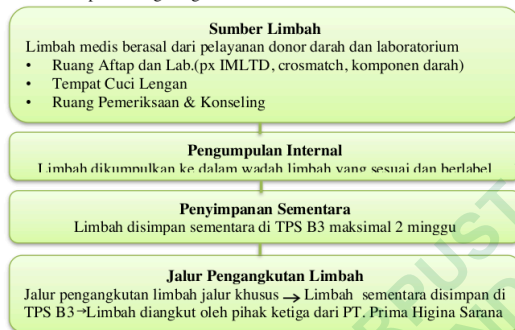 Sumber Limbah
Limbah medis berasal dari pelayanan donor darah dan laboratorium
• Ruang Aftap dan Lab.(px IMLTD, crosmatch, komponen darah)
• Tempat Cuci Lengan
• Ruang Pemeriksaan & Konseling
Pengumpulan Internal
Limbah dikumpulkan ke dalam wadah limbah yang sesuai dan berlabel
Penyimpanan Sementara
Limbah disimpan sementara di TPS B3 maksimal 2 minggu
Jalur Pengangkutan Limbah
Jalur pengangkutan limbah jalur khusus → Limbah sementara disimpan di
TPS B3→Limbah diangkut oleh pihak ketiga dari PT. Prima Higina Sarana